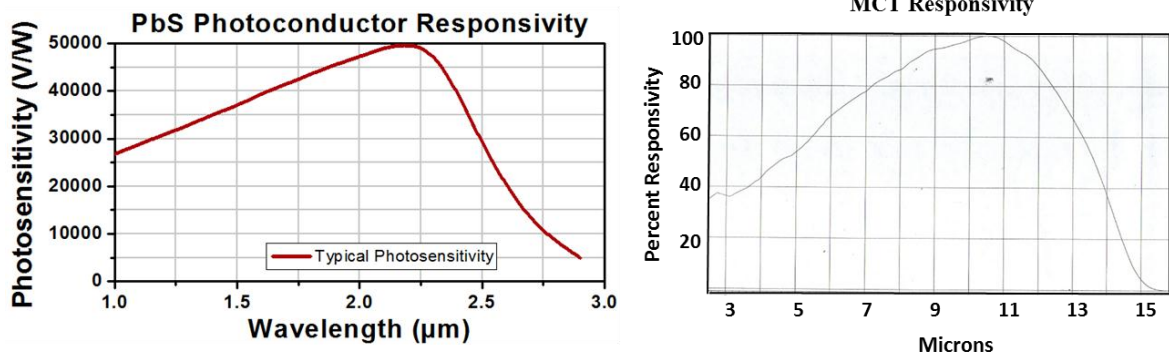 PbS Photoconductor Responsivity
Photosensitivity (V/W)
50000
40000
30000
20000
10000
0
Typical Photosensitivity
1.0 1.5 2.0 2.5 3.0
Wavelength (µm)
MCT Responsivity
Percent Responsivity
100
80
60
40
20
3 5 7 9 11 13 15
Microns